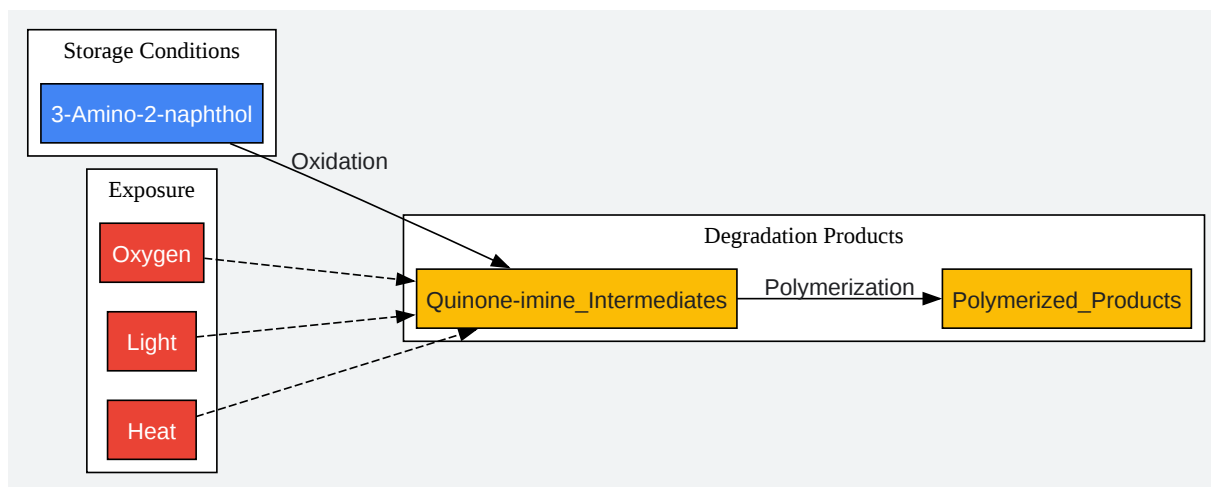 Storage Conditions
3-Amino-2-naphthol
Oxidation
Exposure
Oxygen
Light
Heat
Degradation Products
Quinone-imine_Intermediates
Polymerization
Polymerized_Products